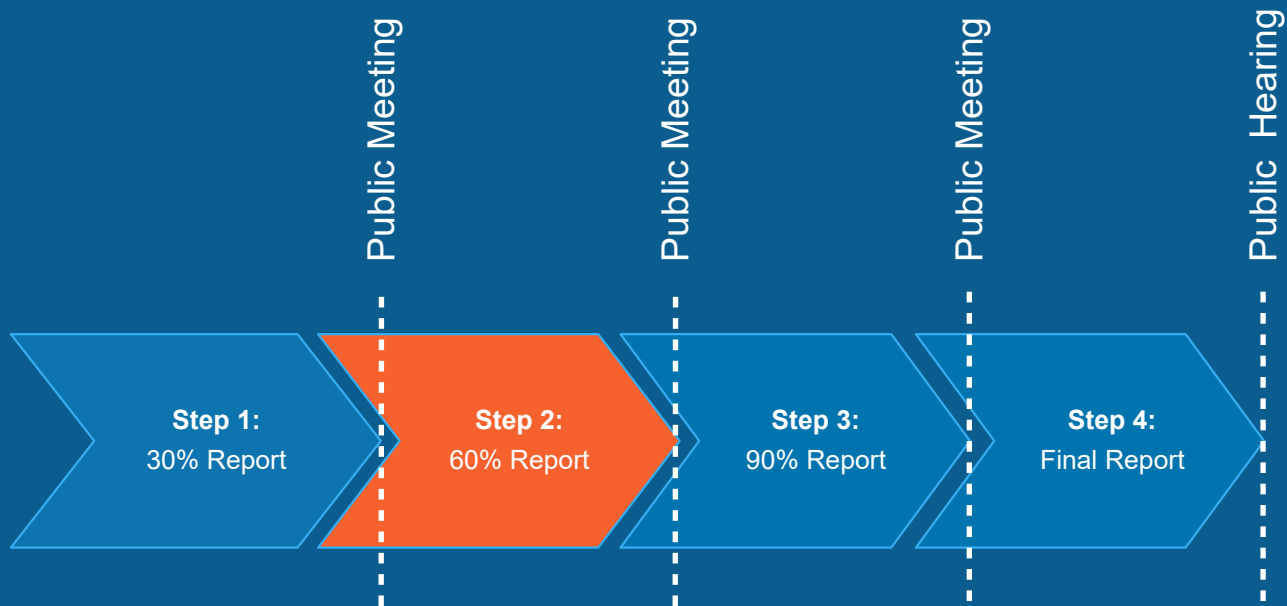 Public Meeting
Public Meeting
Public Meeting
Public Hearing
Step 1:
30% Report
Step 2:
60% Report
Step 3:
90% Report
Step 4:
Final Report